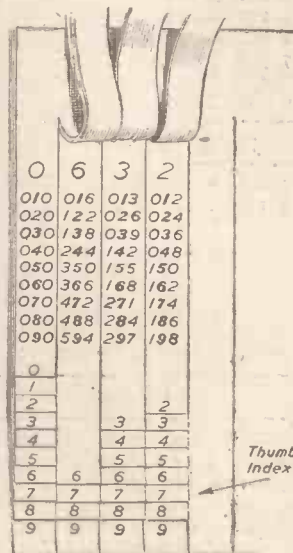 0 6 3 2
010 016 013 012
020 122 026 024
030 138 039 036
040 244 142 048
050 350 155 150
060 366 168 162
070 472 271 174
080 488 284 186
090 594 297 198
0
1
2 2
3 3 3
4 4 4
5 5 5
6 6 6 6
7 7 7 7
8 8 8 8
9 9 9 9
Thumb
Index